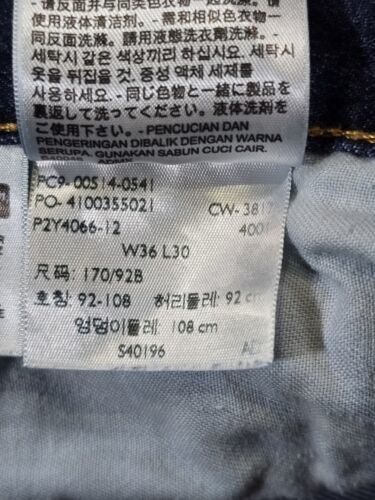 - 请反面并与同类色衣物一起洗涤。
液体清洁剂。 - 需和相似色衣物一
同反面洗滌。請用液態洗衣劑洗滌。
세탁시 같은 색상끼리 하십시오. 세탁시
옷을 뒤집을 것. 중성 액체 세제를
사용하세요. - 同じ色物と一緒に製品を
裏返して洗ってください。液体洗剤をご
使用下さい。 - PENCUCIAN DAN
PENGERINGAN DIBALIK DENGAN WARNA
BERUPA. GUNAKAN SABUN CUCI CAIR.
PC9-00514-0541
PO- 4100355021 CW- 3817
P2Y4066-12 4001
W36 L30
尺码: 170/92B
호칭: 92-108 허리둘레: 92 cm
엉덩이둘레 108 cm
S40196